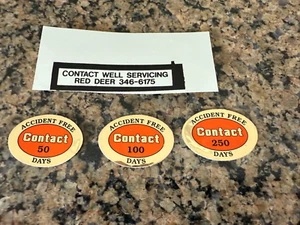 CONTACT WELL SERVICING
RED DEER 346-6175
ACCIDENT FREE
Contact
50
DAYS
ACCIDENT FREE
Contact
100
DAYS
ACCIDENT FREE
Contact
250
DAYS